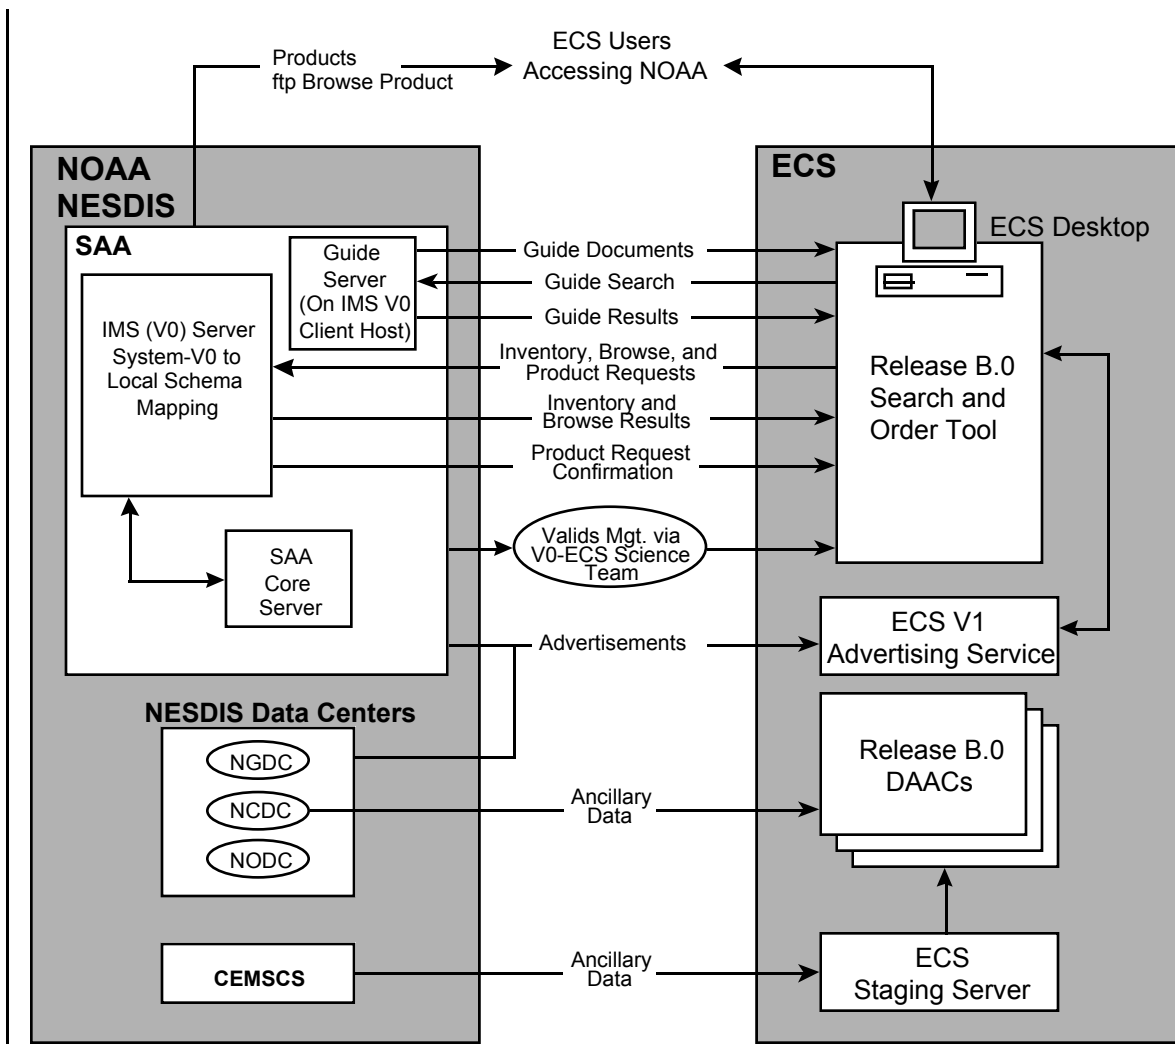 ECS Users
Accessing NOAA
Products
ftp Browse Product
NOAA
NESDIS
SAA
Guide
Server
(On IMS V0
Client Host)
IMS (V0) Server
System-V0 to
Local Schema
Mapping
SAA
Core
Server
NESDIS Data Centers
NGDC
NCDC
NODC
CEMSCS
Guide Documents
Guide Search
Guide Results
Inventory, Browse, and
Product Requests
Inventory and
Browse Results
Product Request
Confirmation
Valids Mgt. via
V0-ECS Science
Team
Advertisements
Ancillary
Data
Ancillary
Data
ECS
ECS Desktop
Release B.0
Search and
Order Tool
ECS V1
Advertising Service
Release B.0
DAACs
ECS
Staging Server